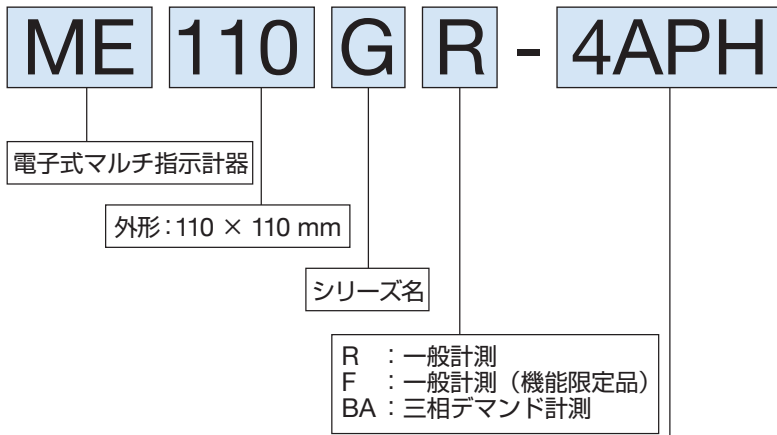 ME 110 G R - 4APH
電子式マルチ指示計器
外形：110 × 110 mm
シリーズ名
R ：一般計測
F ：一般計測（機能限定品）
BA：三相デマンド計測